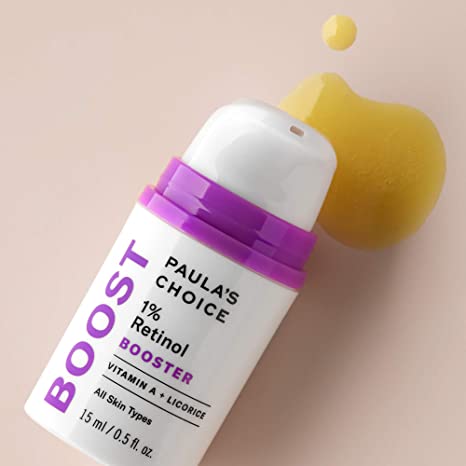 BOOST
PAULA'S
CHOICE
1%
Retinol
BOOSTER
VITAMIN A + LICORICE
All Skin Types
15 ml / 0.5 fl. oz.